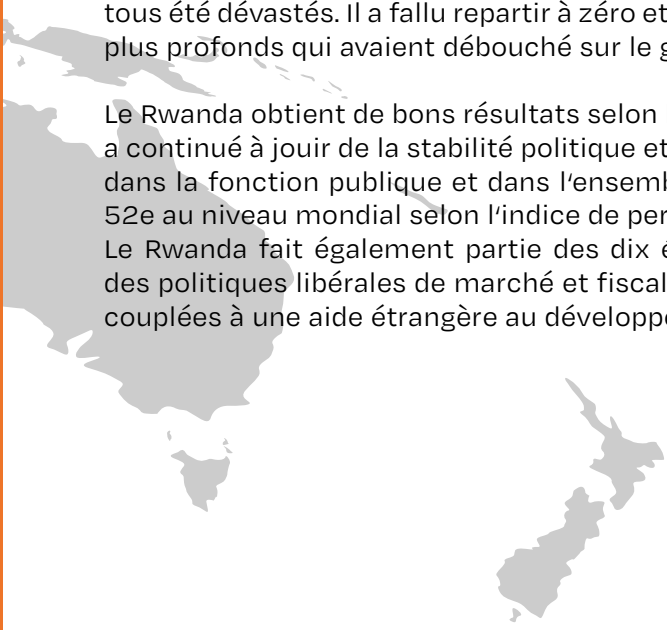 tous été dévastés. Il a fallu repartir à zéro et
plus profonds qui avaient débouché sur le g
Le Rwanda obtient de bons résultats selon
a continué à jouir de la stabilité politique et
dans la fonction publique et dans l’ensemb
52e au niveau mondial selon l’indice de per
Le Rwanda fait également partie des dix é
des politiques libérales de marché et fiscal
couplées à une aide étrangère au développe